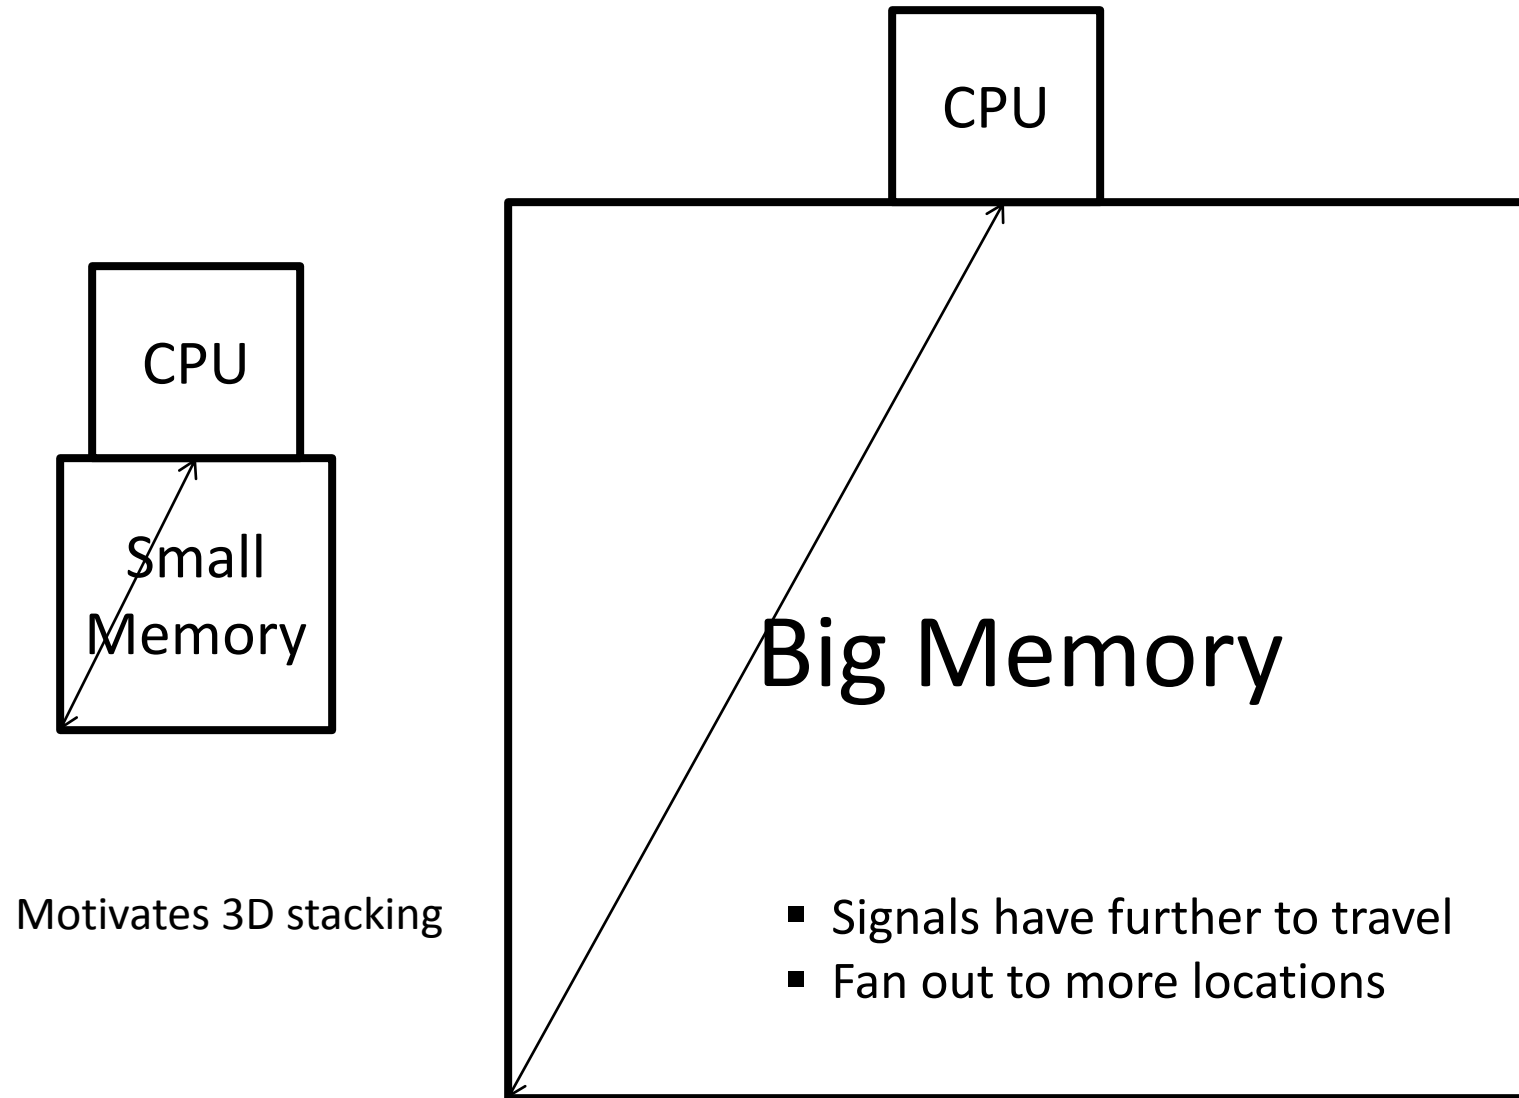 CPU
CPU
Small
Memory
Big Memory
Motivates 3D stacking
▪ Signals have further to travel
▪ Fan out to more locations